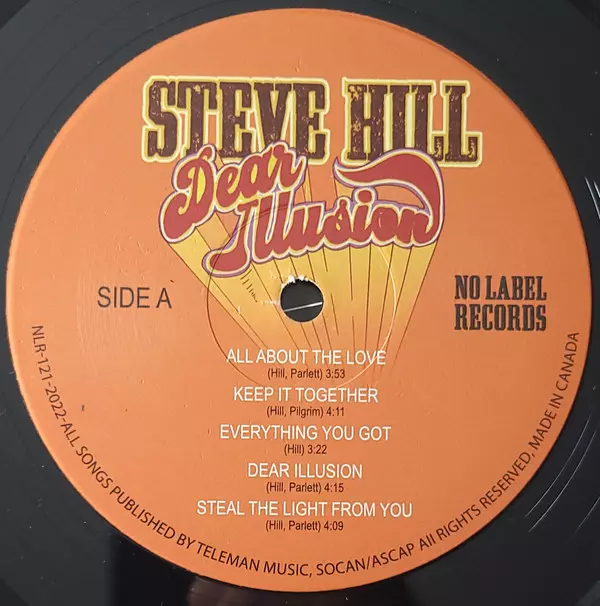 STEVE HILL
Dear
Illusion
SIDE A
NO LABEL
RECORDS
ALL ABOUT THE LOVE
(Hill, Parlett) 3:53
KEEP IT TOGETHER
(Hill, Pilgrim) 4:11
EVERYTHING YOU GOT
(Hill) 3:22
DEAR ILLUSION
(Hill, Parlett) 4:15
STEAL THE LIGHT FROM YOU
(Hill, Parlett) 4:09
NLR-121-2022-ALL SONGS PUBLISHED BY TELEMAN MUSIC, SOCAN/ASCAP All RIGHTS RESERVED, MADE IN CANADA